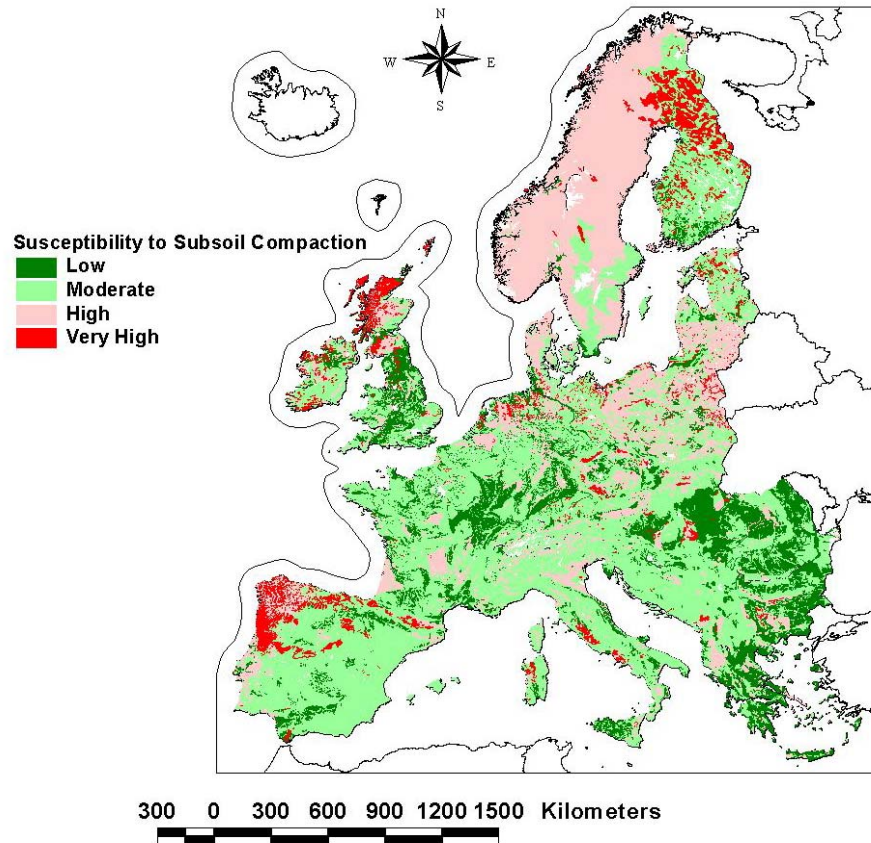 N
W E
S
Susceptibility to Subsoil Compaction
Low
Moderate
High
Very High
300 0 300 600 900 1200 1500 Kilometers